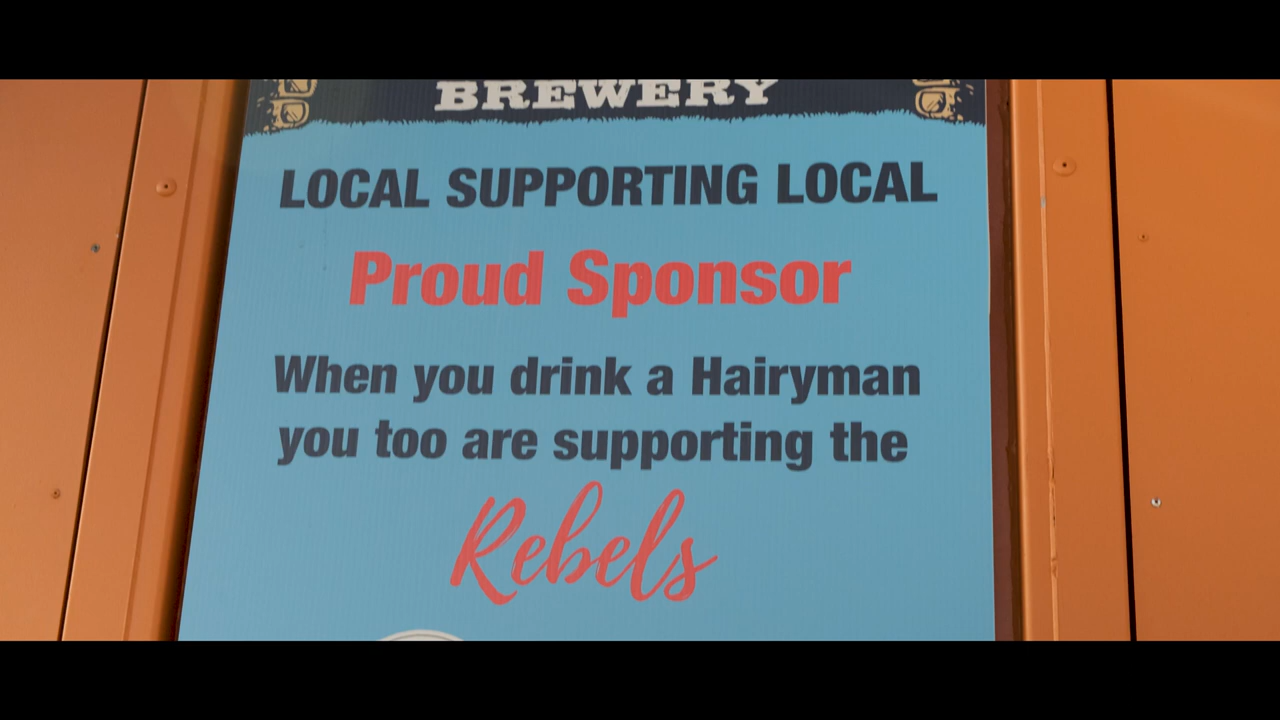 BREWERY
LOCAL SUPPORTING LOCAL
Proud Sponsor
When you drink a Hairyman
you too are supporting the
Rebels